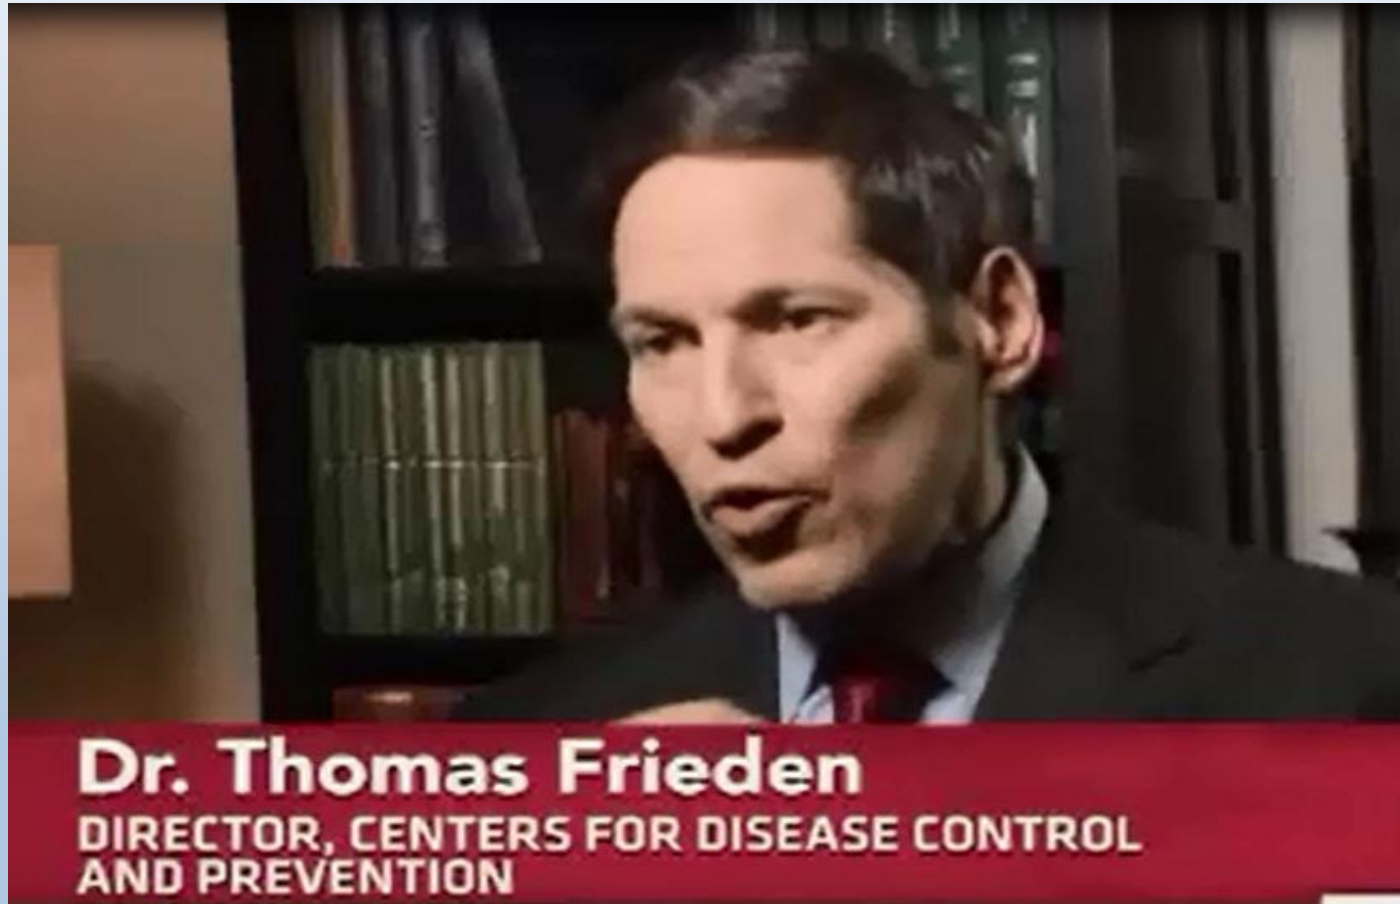 Dr. Thomas Frieden
DIRECTOR, CENTERS FOR DISEASE CONTROL
AND PREVENTION